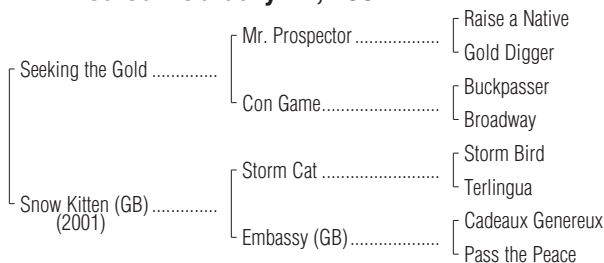 Raise a Native
Mr. Prospector ...................
Gold Digger
Seeking the Gold ..............
Buckpasser
Con Game..........................
Broadway
Storm Bird
Storm Cat ..........................
Terlingua
Snow Kitten (GB) ..............
(2001)
Cadeaux Genereux
Embassy (GB)....................
Pass the Peace